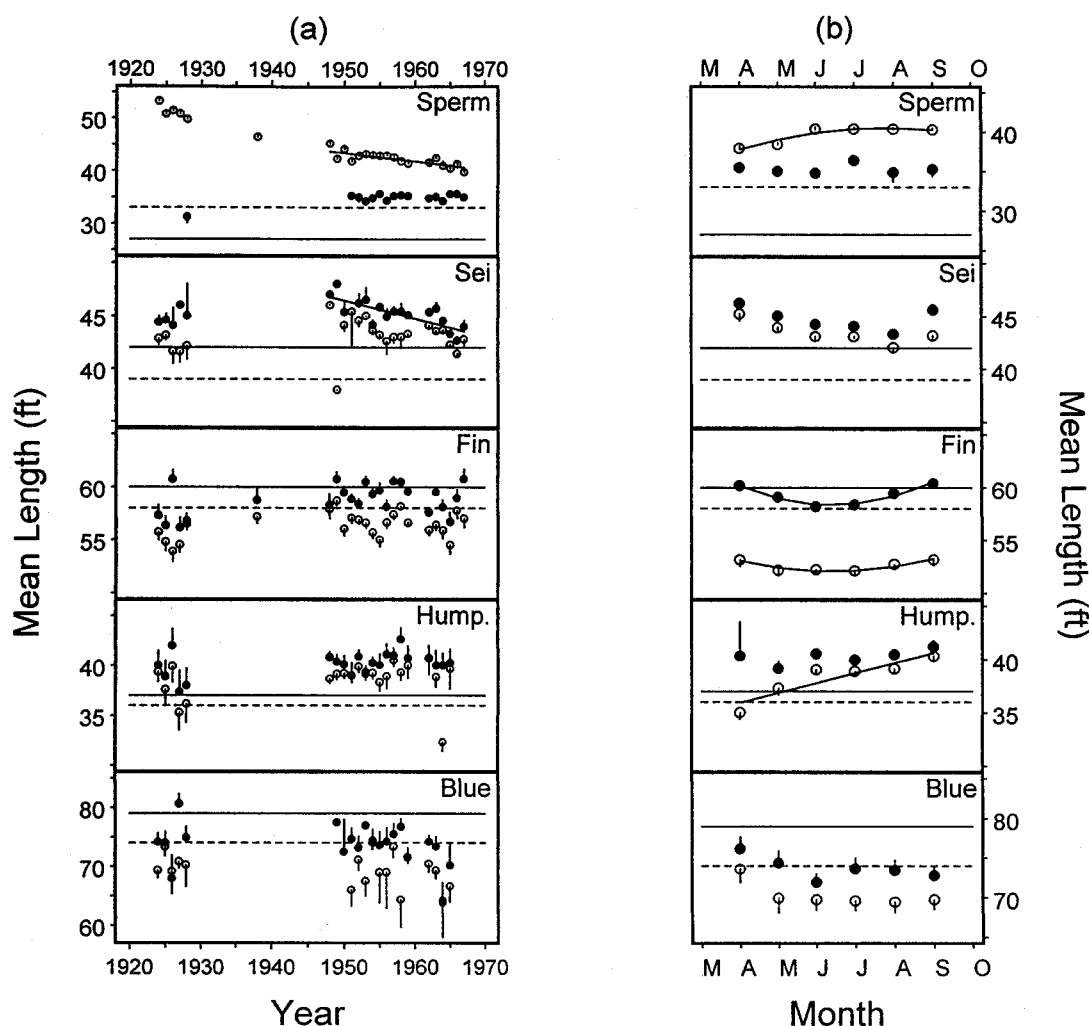 (a)
1920 1930 1940 1950 1960 1970
Mean Length (ft)
Sperm
50
40
30
Sei
45
40
Fin
60
55
Hump.
40
35
Blue
80
70
60
1920 1930 1940 1950 1960 1970
Year
(b)
M A M J J A S O
Sperm
40
30
Sei
45
40
Fin
60
55
Hump.
40
35
Blue
80
70
M A M J J A S O
Month
Mean Length (ft)